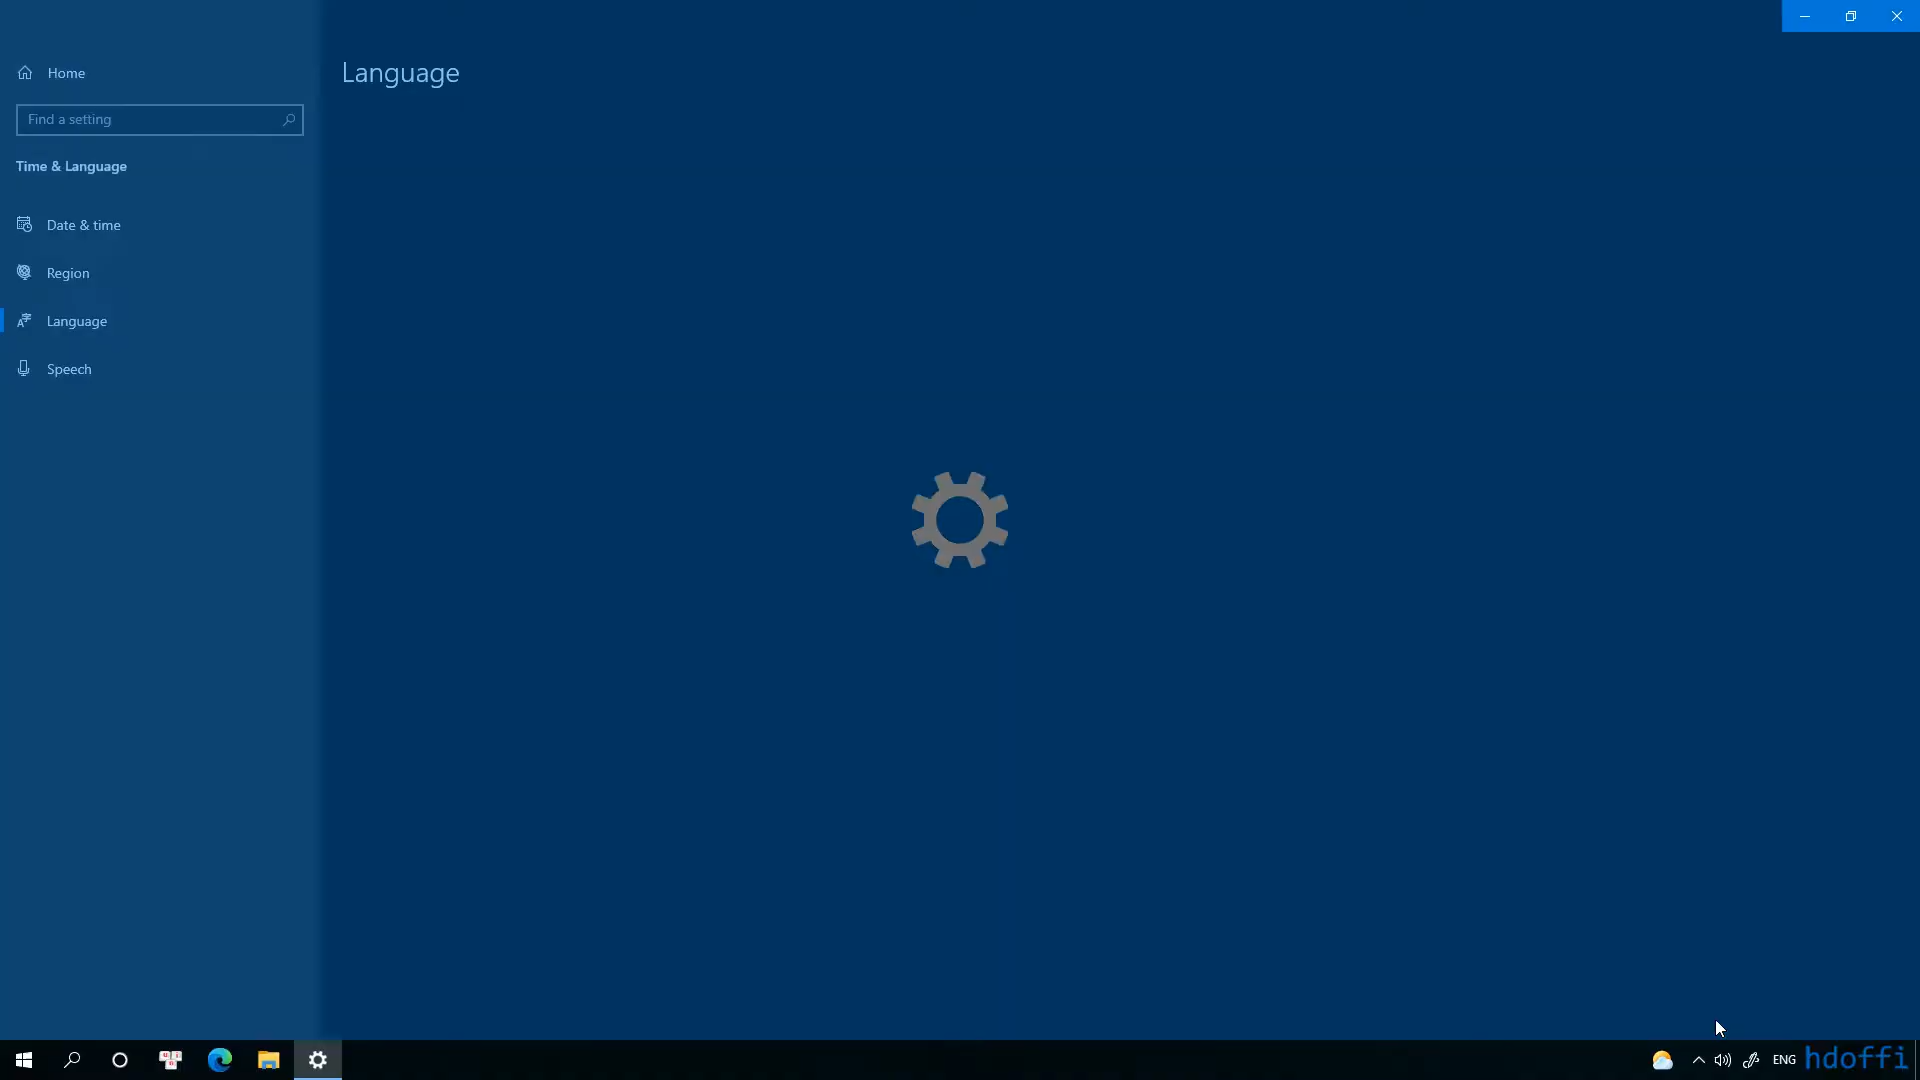 Home
Language
Find a setting
Time & Language
Date & time
Region
Language
Speech
ENG
hdoffi